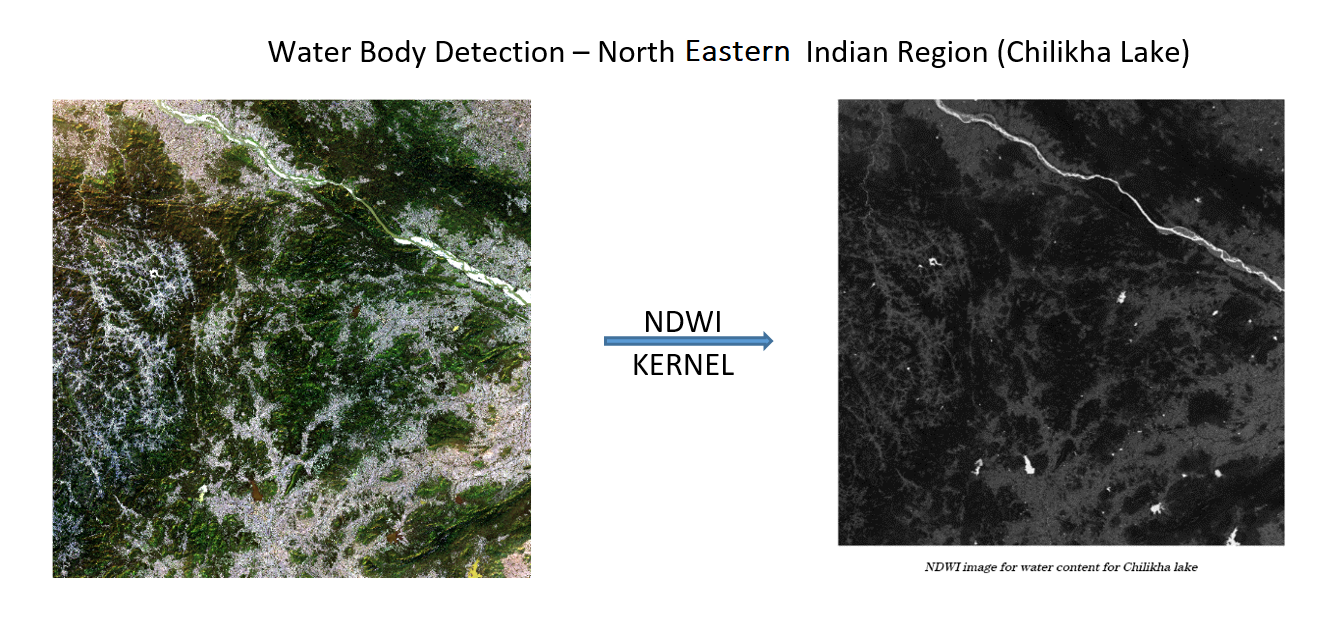 Water Body Detection – North Eastern Indian Region (Chilikha Lake)
NDWI
KERNEL
NDWI image for water content for Chilikha lake